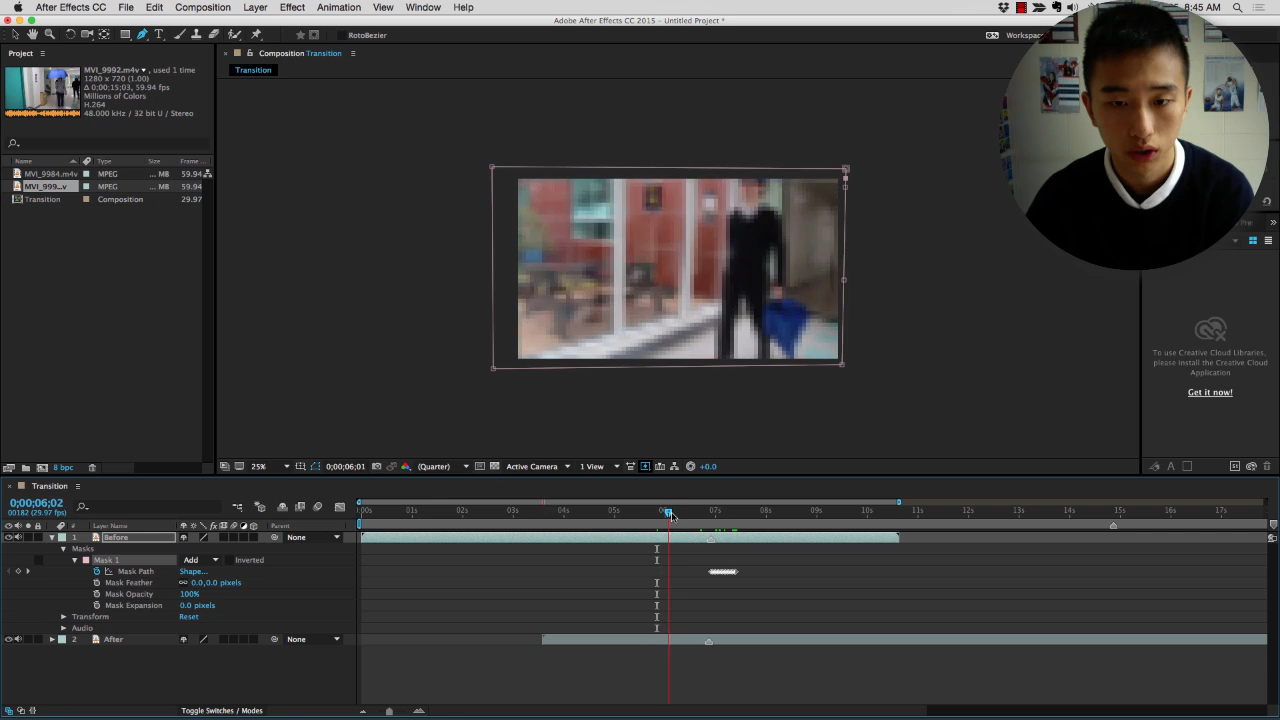 After Effects CC File Edit Composition Layer Effect Animation View Window Help 8:45 AM
Adobe After Effects CC 2015 - Untitled Project *
RotoBezier Workspace
Project Composition Transition
Transition
MVI_9992.m4v , used 1 time
1280 x 720 (1.00)
Δ 0;00;15;03, 59.94 fps
Millions of Colors
H.264
48.000 kHz / 32 bit U / Stereo
Name Type Size Frame ...
MVI_9984.m4v MPEG ... MB 59.94
MVI_999...v MPEG ... MB 59.94
Transition Composition 29.97
To use Creative Cloud Libraries,
please install the Creative Cloud
Application
Get it now!
8 bpc 25% 0;00;06;01 (Quarter) Active Camera 1 View +0.0
Transition
0;00;06;02
00182 (29.97 fps)
:00s 01s 02s 03s 04s 05s 06s 07s 08s 09s 10s 11s 12s 13s 14s 15s 16s 17s
# Layer Name Parent
1 Before None
Masks
Mask 1 Add Inverted
Mask Path Shape...
Mask Feather 0.0,0.0 pixels
Mask Opacity 100%
Mask Expansion 0.0 pixels
Transform Reset
Audio
2 After None
Toggle Switches / Modes